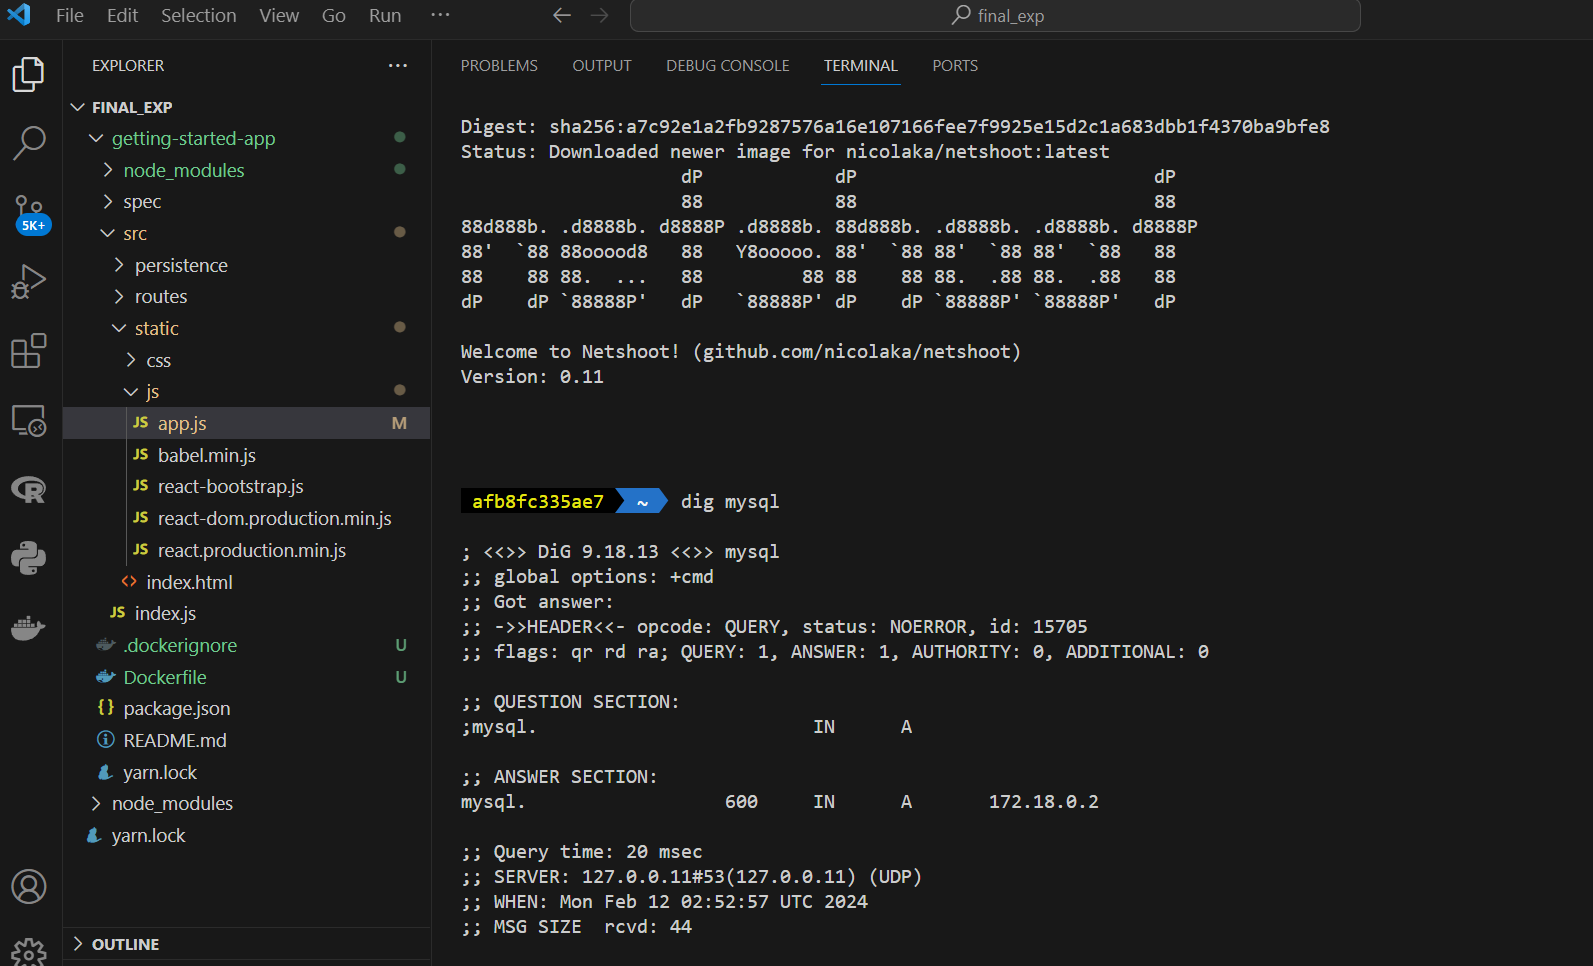 File Edit Selection View Go Run ··· final_exp
EXPLORER ···
FINAL_EXP
getting-started-app
node_modules
spec
src
persistence
routes
static
css
js
JS app.js M
JS babel.min.js
JS react-bootstrap.js
JS react-dom.production.min.js
JS react.production.min.js
<> index.html
JS index.js
.dockerignore U
Dockerfile U
{} package.json
README.md
yarn.lock
node_modules
yarn.lock
OUTLINE
5K+
PROBLEMS OUTPUT DEBUG CONSOLE TERMINAL PORTS
Digest: sha256:a7c92e1a2fb9287576a16e107166fee7f9925e15d2c1a683dbb1f4370ba9bfe8
Status: Downloaded newer image for nicolaka/netshoot:latest
                    dP            dP                           dP
                    88            88                           88
88d888b. .d8888b. d8888P .d8888b. 88d888b. .d8888b. .d8888b. d8888P
88'  `88 88ooood8   88   Y8ooooo. 88'  `88 88'  `88 88'  `88   88
88    88 88.  ...   88         88 88    88 88.  .88 88.  .88   88
dP    dP `88888P'   dP   `88888P' dP    dP `88888P' `88888P'   dP
Welcome to Netshoot! (github.com/nicolaka/netshoot)
Version: 0.11
afb8fc335ae7 ~ dig mysql
; <<>> DiG 9.18.13 <<>> mysql
;; global options: +cmd
;; Got answer:
;; ->>HEADER<<- opcode: QUERY, status: NOERROR, id: 15705
;; flags: qr rd ra; QUERY: 1, ANSWER: 1, AUTHORITY: 0, ADDITIONAL: 0
;; QUESTION SECTION:
;mysql. IN A
;; ANSWER SECTION:
mysql. 600 IN A 172.18.0.2
;; Query time: 20 msec
;; SERVER: 127.0.0.11#53(127.0.0.11) (UDP)
;; WHEN: Mon Feb 12 02:52:57 UTC 2024
;; MSG SIZE  rcvd: 44